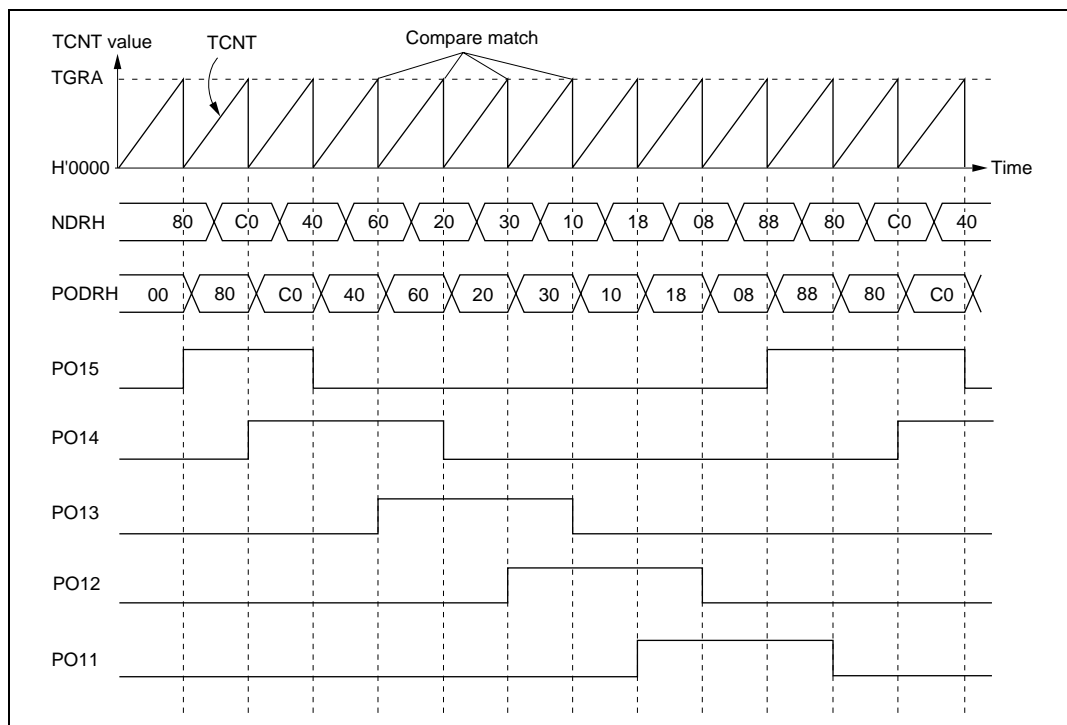 TCNT value TCNT Compare match
TGRA
H'0000 Time
NDRH 80 C0 40 60 20 30 10 18 08 88 80 C0 40
PODRH 00 80 C0 40 60 20 30 10 18 08 88 80 C0
PO15
PO14
PO13
PO12
PO11